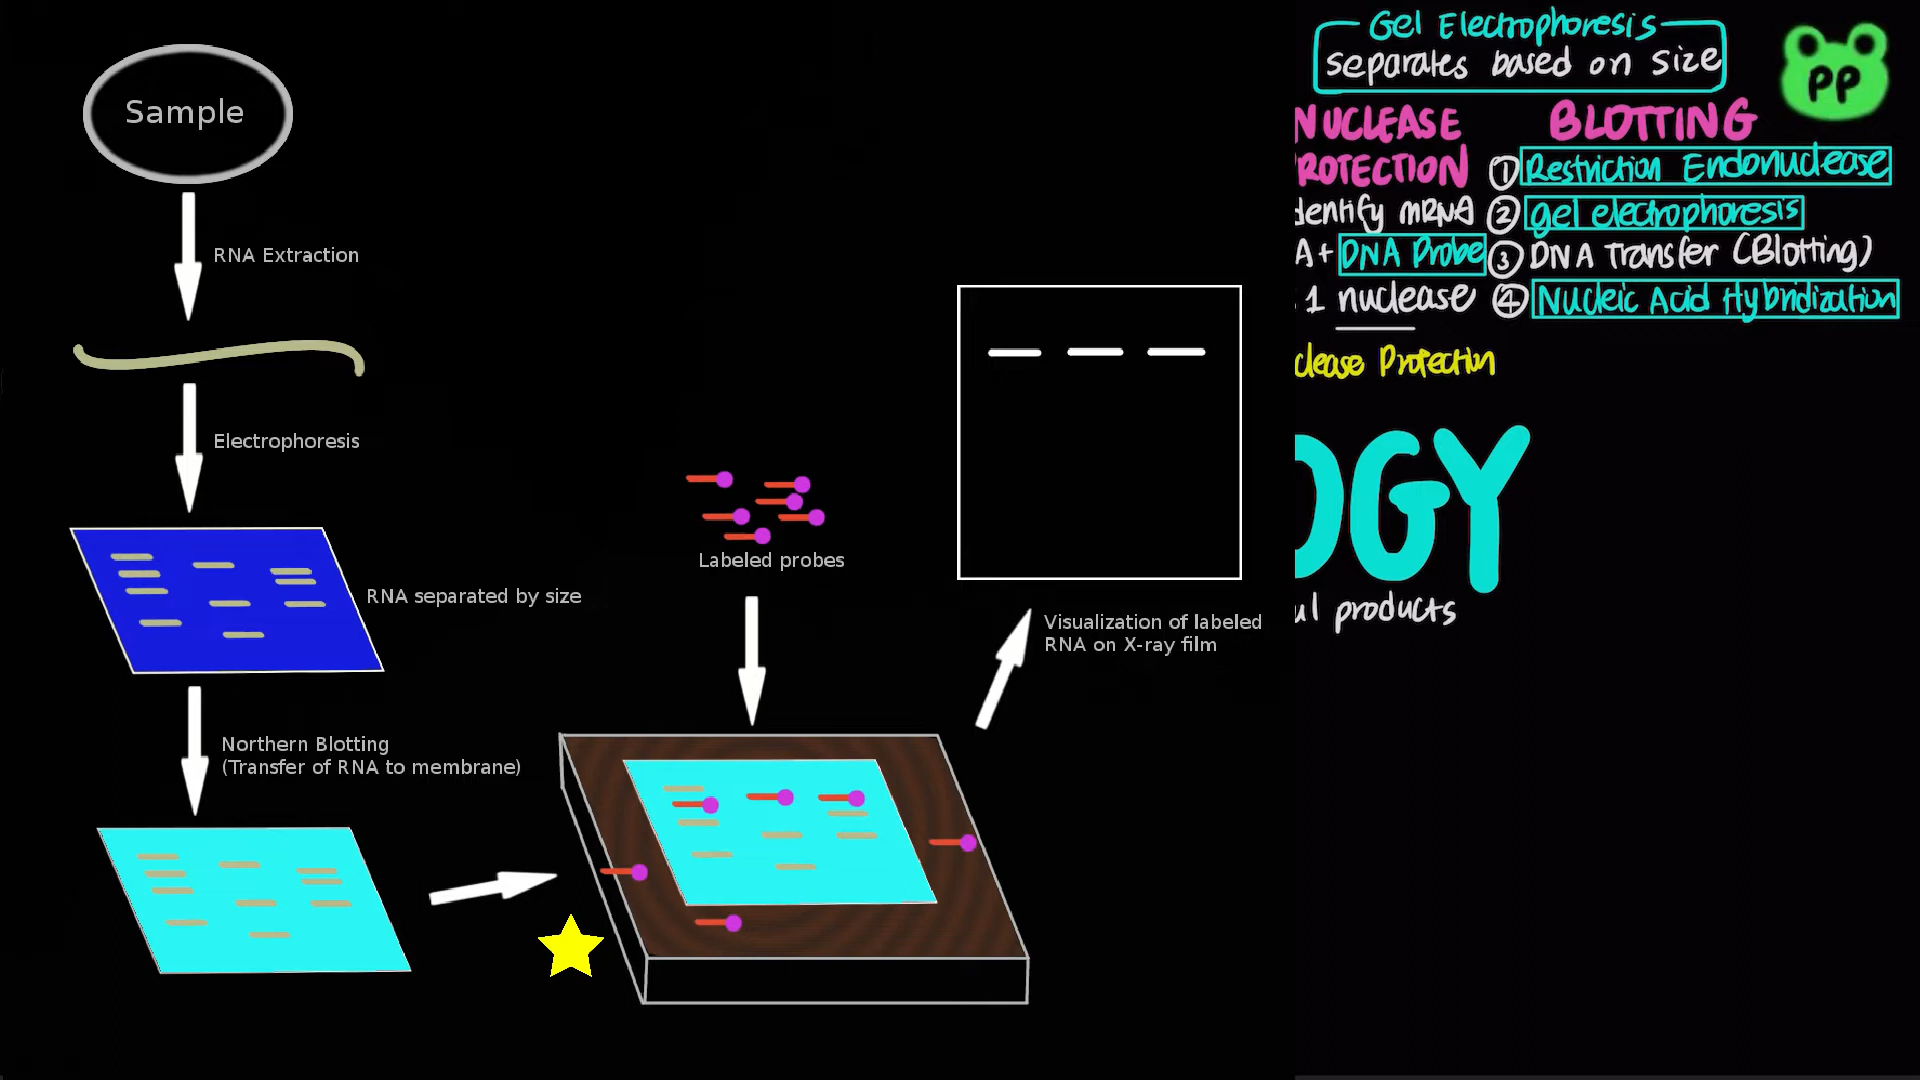 Sample
RNA Extraction
Electrophoresis
RNA separated by size
Northern Blotting
(Transfer of RNA to membrane)
Labeled probes
Visualization of labeled
RNA on X-ray film
Gel Electrophoresis
separates based on size
PP
NUCLEASE
ROTECTION
dentify mRNA
A+ DNA Probe
1 nuclease
clease Protection
BLOTTING
① Restriction Endonuclease
② gel electrophoresis
③ DNA Transfer (Blotting)
④ Nucleic Acid Hybridization
OGY
ul products